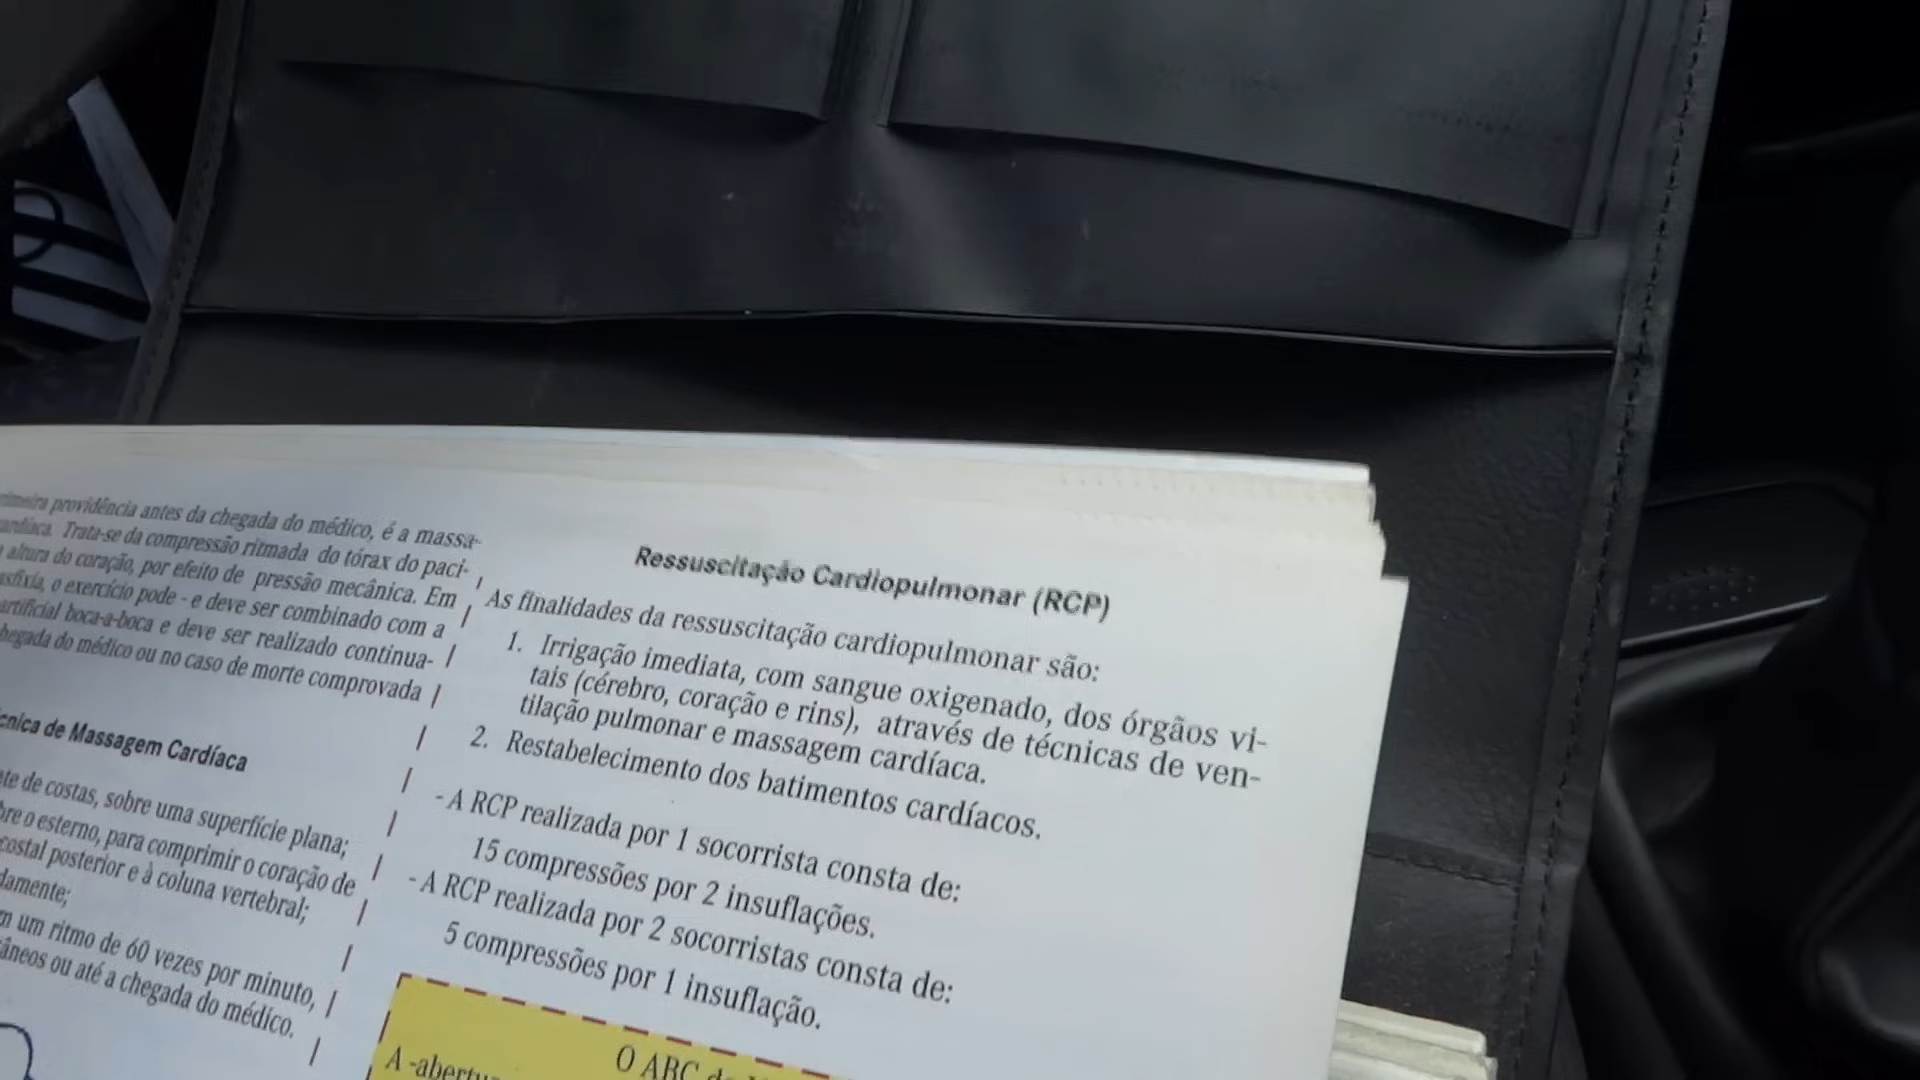 providência antes da chegada do médico, é a massa-
Trata-se da compressão ritmada do tórax do paci-
altura do coração, por efeito de pressão mecânica. Em
o exercício pode - e deve ser combinado com a
artificial boca-a-boca e deve ser realizado continua-
do médico ou no caso de morte comprovada
de Massagem Cardíaca
de costas, sobre uma superfície plana;
o esterno, para comprimir o coração de
costal posterior e à coluna vertebral;
um ritmo de 60 vezes por minuto,
ou até a chegada do médico.
Ressuscitação Cardiopulmonar (RCP)
As finalidades da ressuscitação cardiopulmonar são:
1. Irrigação imediata, com sangue oxigenado, dos órgãos vi-
tais (cérebro, coração e rins), através de técnicas de ven-
tilação pulmonar e massagem cardíaca.
2. Restabelecimento dos batimentos cardíacos.
- A RCP realizada por 1 socorrista consta de:
15 compressões por 2 insuflações.
- A RCP realizada por 2 socorristas consta de:
5 compressões por 1 insuflação.
O ABC
A